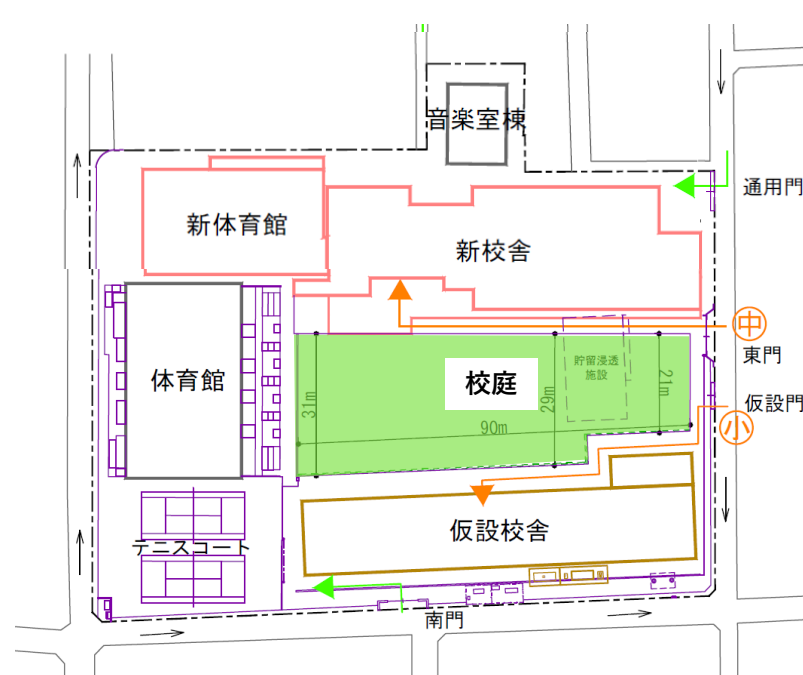 音楽室棟
通用門
新体育館
新校舎
中
東門
体育館
校庭
貯留浸透
施設
31m
29m
21m
90m
仮設門
小
仮設校舎
テニスコート
南門